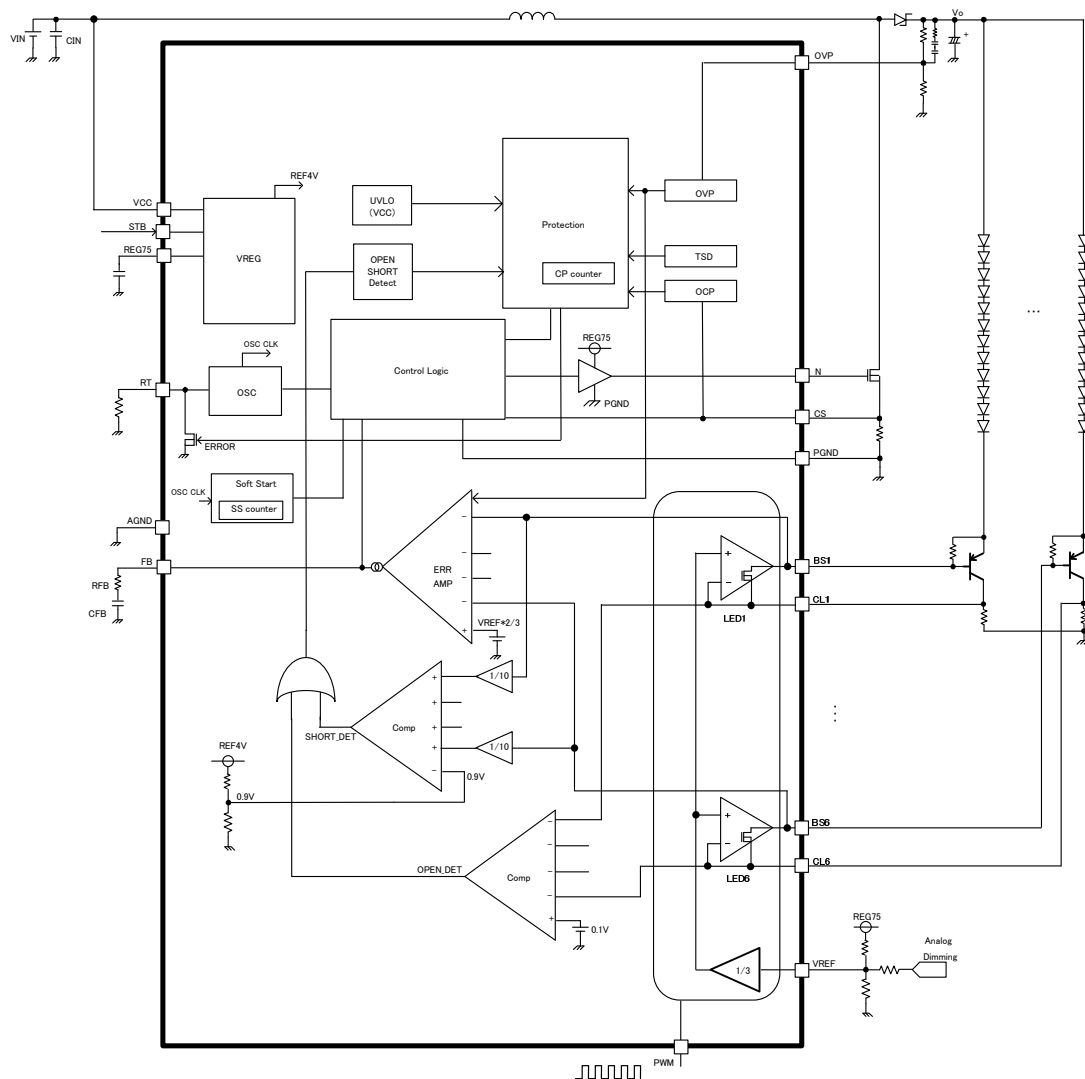 Vo
VIN
CIN
+
OVP
REF4V
UVLO
(VCC)
OVP
VCC
Protection
STB
REG75
VREG
OPEN
SHORT
Detect
TSD
CP counter
OCP
...
REG75
OSC CLK
Control Logic
RT
OSC
N
PGND
CS
ERROR
PGND
Soft Start
OSC CLK
SS counter
AGND
−
+
BS1
FB
−
ERR
AMP
−
RFB
−
−
CL1
CFB
LED1
VREF*2/3
+
1/10
+
+
Comp
+
SHORT_DET
...
REF4V
+
1/10
−
0.9V
0.9V
+
BS6
−
−
−
CL6
OPEN_DET
Comp
−
LED6
−
REG75
+
0.1V
Analog
Dimming
VREF
1/3
PWM